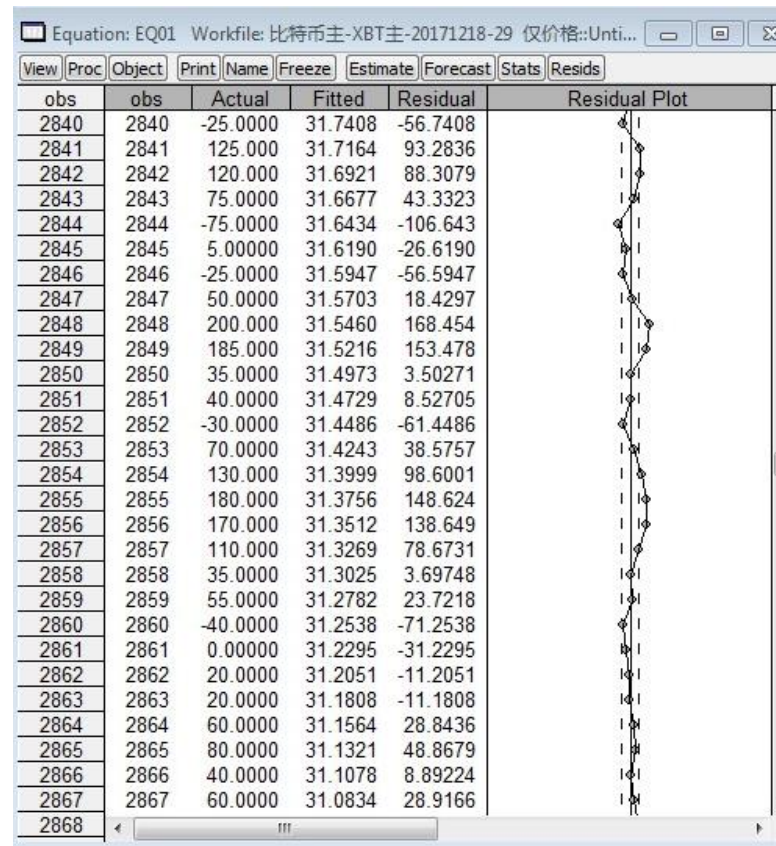 Equation: EQ01 Workfile: 比特币主-XBT主-20171218-29 仅价格::Unti...
View Proc Object Print Name Freeze Estimate Forecast Stats Resids
obs obs Actual Fitted Residual Residual Plot
2840 2840 -25.0000 31.7408 -56.7408
2841 2841 125.000 31.7164 93.2836
2842 2842 120.000 31.6921 88.3079
2843 2843 75.0000 31.6677 43.3323
2844 2844 -75.0000 31.6434 -106.643
2845 2845 5.00000 31.6190 -26.6190
2846 2846 -25.0000 31.5947 -56.5947
2847 2847 50.0000 31.5703 18.4297
2848 2848 200.000 31.5460 168.454
2849 2849 185.000 31.5216 153.478
2850 2850 35.0000 31.4973 3.50271
2851 2851 40.0000 31.4729 8.52705
2852 2852 -30.0000 31.4486 -61.4486
2853 2853 70.0000 31.4243 38.5757
2854 2854 130.000 31.3999 98.6001
2855 2855 180.000 31.3756 148.624
2856 2856 170.000 31.3512 138.649
2857 2857 110.000 31.3269 78.6731
2858 2858 35.0000 31.3025 3.69748
2859 2859 55.0000 31.2782 23.7218
2860 2860 -40.0000 31.2538 -71.2538
2861 2861 0.00000 31.2295 -31.2295
2862 2862 20.0000 31.2051 -11.2051
2863 2863 20.0000 31.1808 -11.1808
2864 2864 60.0000 31.1564 28.8436
2865 2865 80.0000 31.1321 48.8679
2866 2866 40.0000 31.1078 8.89224
2867 2867 60.0000 31.0834 28.9166
2868